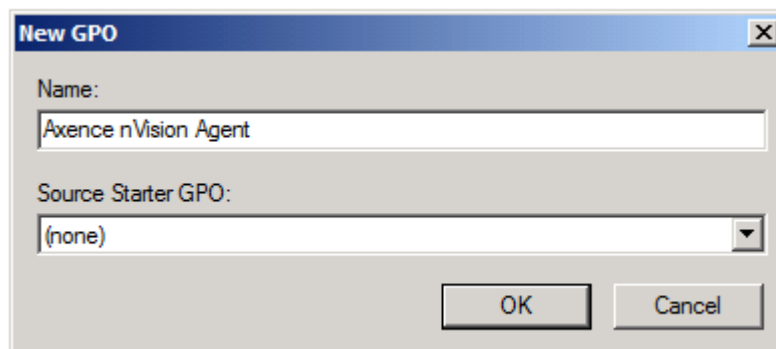 New GPO
Name:
Axence nVision Agent
Source Starter GPO:
(none)
OK
Cancel